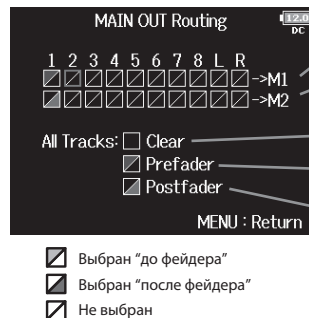 MAIN OUT Routing
12.0
DC
1 2 3 4 5 6 7 8 L R
->M1
->M2
All Tracks: Clear
Prefader
Postfader
MENU : Return
Выбран “до фейдера”
Выбран “после фейдера”
Не выбран